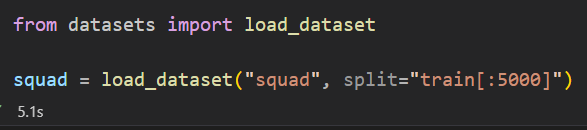 from datasets import load_dataset
squad = load_dataset("squad", split="train[:5000]")
5.1s